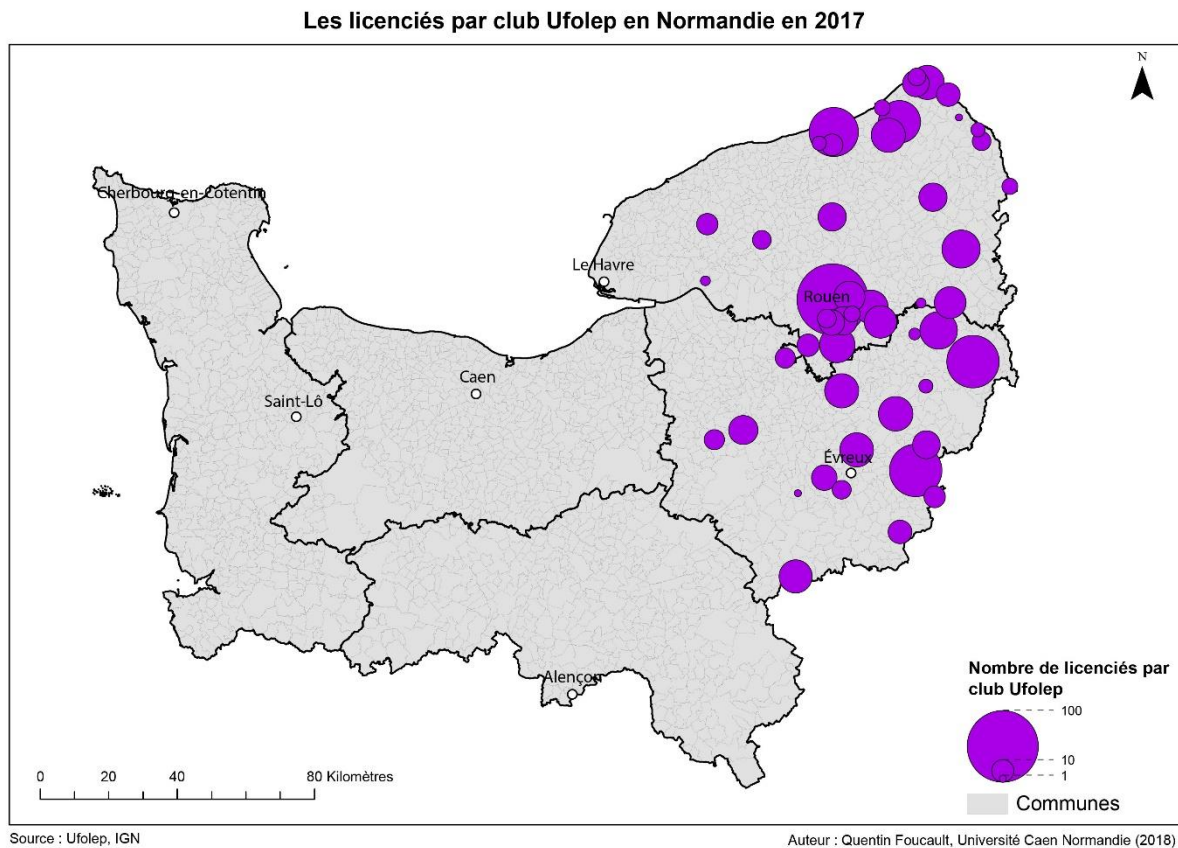 Les licenciés par club Ufolep en Normandie en 2017
N
Cherbourg-en-Cotentin
Le Havre
Rouen
Caen
Saint-Lô
Évreux
Alençon
Nombre de licenciés par
club Ufolep
100
10
1
Communes
0 20 40 80 Kilomètres
Source : Ufolep, IGN
Auteur : Quentin Foucault, Université Caen Normandie (2018)